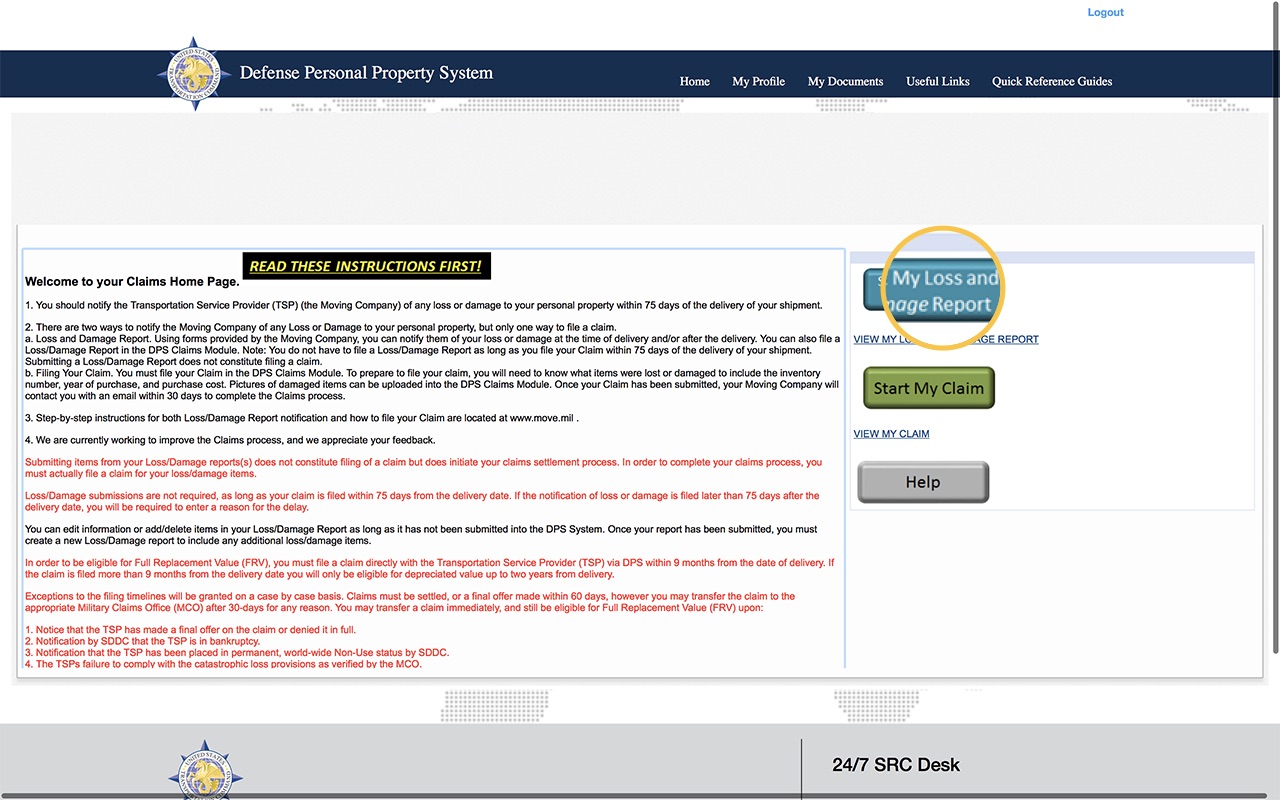 Logout
Defense Personal Property System
Home
My Profile
My Documents
Useful Links
Quick Reference Guides
Welcome to your Claims Home Page. READ THESE INSTRUCTIONS FIRST!
1. You should notify the Transportation Service Provider (TSP) (the Moving Company) of any loss or damage to your personal property within 75 days of the delivery of your shipment.
2. There are two ways to notify the Moving Company of any Loss or Damage to your personal property, but only one way to file a claim.
a. Loss and Damage Report. Using forms provided by the Moving Company, you can notify them of your loss or damage at the time of delivery and/or after the delivery. You can also file a
Loss/Damage Report in the DPS Claims Module. Note: You do not have to file a Loss/Damage Report as long as you file your Claim within 75 days of the delivery of your shipment.
Submitting a Loss/Damage Report does not constitute filing a claim.
b. Filing Your Claim. You must file your Claim in the DPS Claims Module. To prepare to file your claim, you will need to know what items were lost or damaged to include the inventory
number, year of purchase, and purchase cost. Pictures of damaged items can be uploaded into the DPS Claims Module. Once your Claim has been submitted, your Moving Company will
contact you with an email within 30 days to complete the Claims process.
3. Step-by-step instructions for both Loss/Damage Report notification and how to file your Claim are located at www.move.mil .
4. We are currently working to improve the Claims process, and we appreciate your feedback.
Submitting items from your Loss/Damage reports(s) does not constitute filing of a claim but does initiate your claims settlement process. In order to complete your claims process, you
must actually file a claim for your loss/damage items.
Loss/Damage submissions are not required, as long as your claim is filed within 75 days from the delivery date. If the notification of loss or damage is filed later than 75 days after the
delivery date, you will be required to enter a reason for the delay.
You can edit information or add/delete items in your Loss/Damage Report as long as it has not been submitted into the DPS System. Once your report has been submitted, you must
create a new Loss/Damage report to include any additional loss/damage items.
In order to be eligible for Full Replacement Value (FRV), you must file a claim directly with the Transportation Service Provider (TSP) via DPS within 9 months from the date of delivery. If
the claim is filed more than 9 months from the delivery date you will only be eligible for depreciated value up to two years from delivery.
Exceptions to the filing timelines will be granted on a case by case basis. Claims must be settled, or a final offer made within 60 days, however you may transfer the claim to the
appropriate Military Claims Office (MCO) after 30-days for any reason. You may transfer a claim immediately, and still be eligible for Full Replacement Value (FRV) upon:
1. Notice that the TSP has made a final offer on the claim or denied it in full.
2. Notification by SDDC that the TSP is in bankruptcy.
3. Notification that the TSP has been placed in permanent, world-wide Non-Use status by SDDC.
4. The TSPs failure to comply with the catastrophic loss provisions as verified by the MCO.
My Loss and
mage Report
VIEW MY LO AGE REPORT
Start My Claim
VIEW MY CLAIM
Help
24/7 SRC Desk